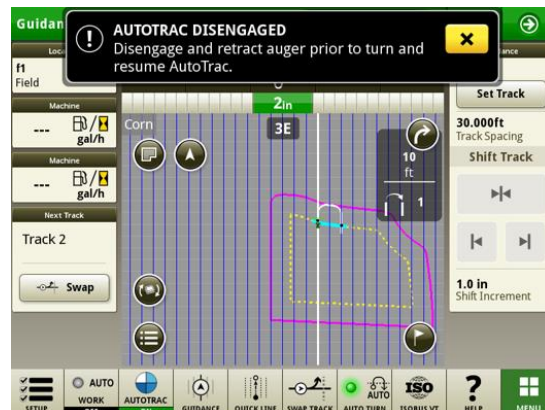 Guidan
AUTOTRAC DISENGAGED
Disengage and retract auger prior to turn and
resume AutoTrac.
f1
Field
Machine
---
gal/h
Machine
---
gal/h
Next Track
Track 2
Swap
2in
Corn
3E
10
ft
1
Set Track
30.000ft
Track Spacing
Shift Track
1.0 in
Shift Increment
SETUP
AUTO
WORK
AUTOTRAC
GUIDANCE
QUICK LINE
SWAP TRACK
AUTO
AUTO TURN
ISO
ISOBUS VT
?
HELP
MENU